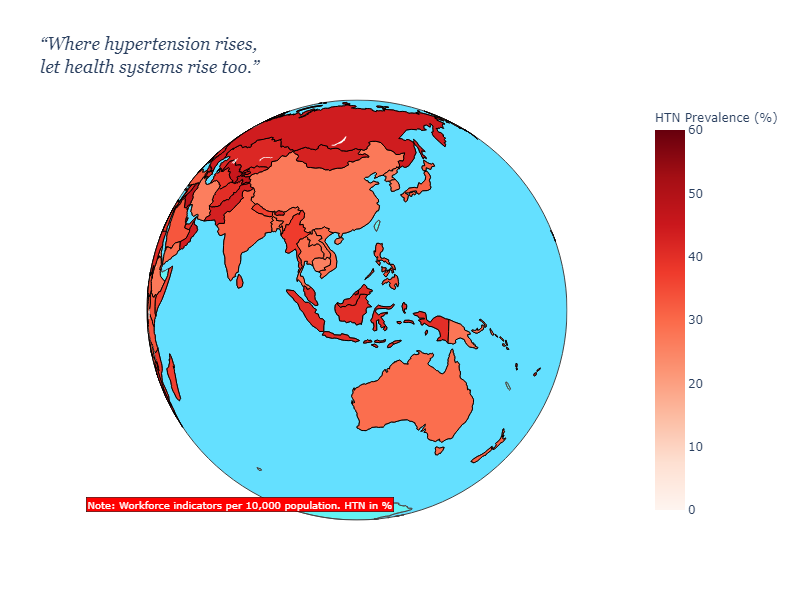 “Where hypertension rises,
let health systems rise too.”
HTN Prevalence (%)
60
50
40
30
20
10
0
Note: Workforce indicators per 10,000 population. HTN in %